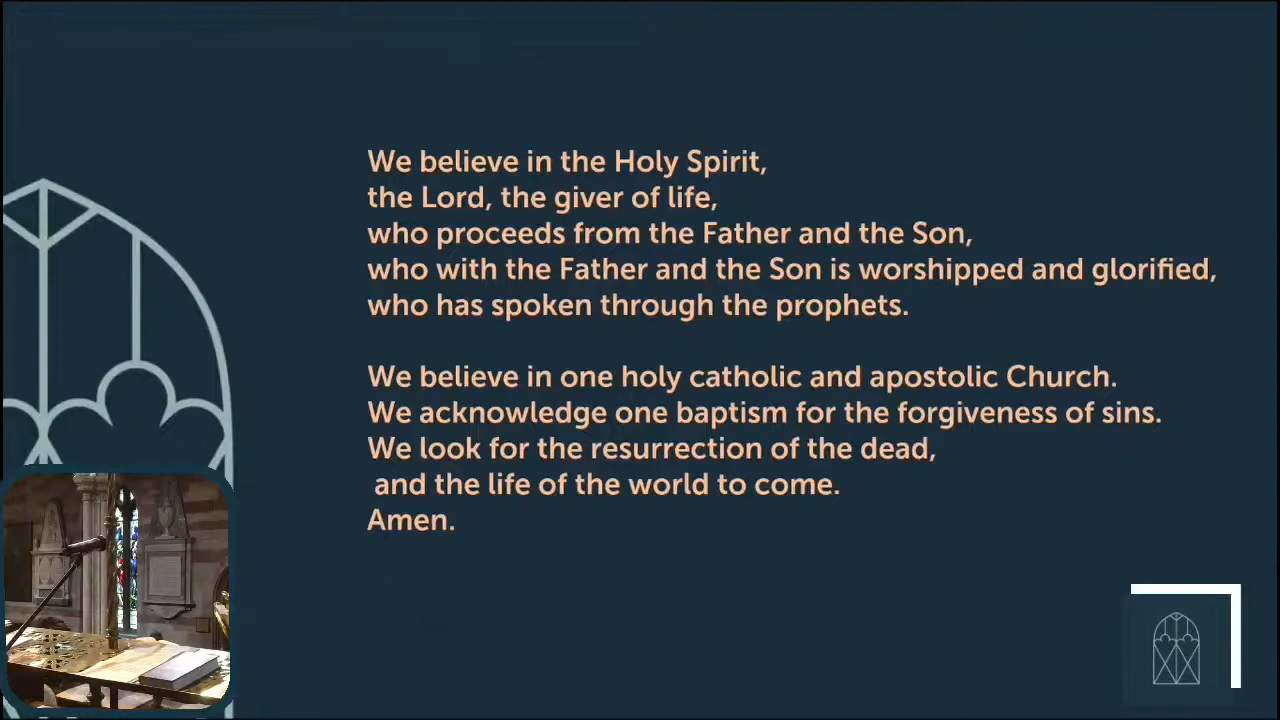 We believe in the Holy Spirit,
the Lord, the giver of life,
who proceeds from the Father and the Son,
who with the Father and the Son is worshipped and glorified,
who has spoken through the prophets.
We believe in one holy catholic and apostolic Church.
We acknowledge one baptism for the forgiveness of sins.
We look for the resurrection of the dead,
and the life of the world to come.
Amen.